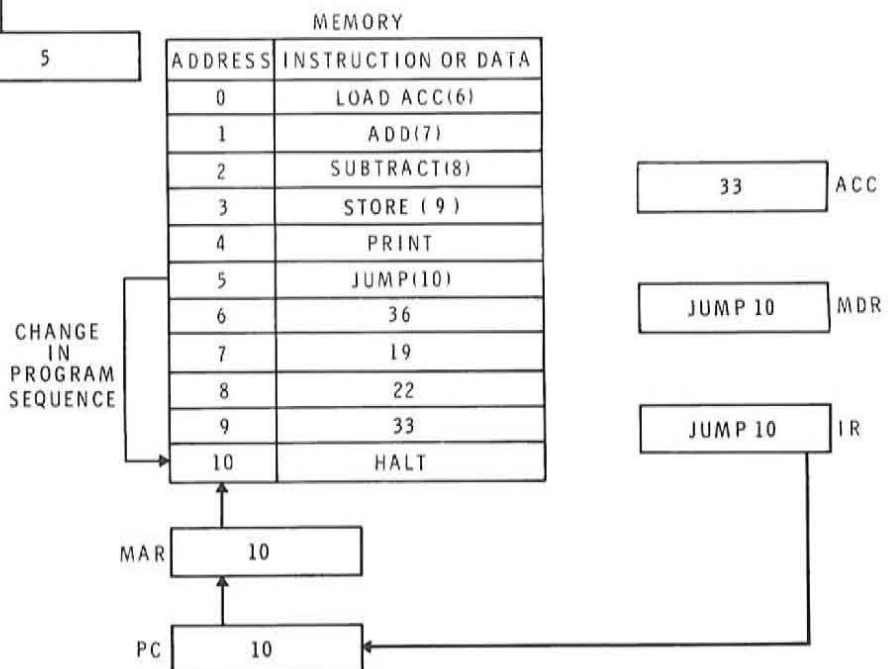 5
MEMORY
ADDRESS INSTRUCTION OR DATA
0 LOAD ACC(6)
1 ADD(7)
2 SUBTRACT(8)
3 STORE (9)
4 PRINT
5 JUMP(10)
6 36
7 19
8 22
9 33
10 HALT
CHANGE
IN
PROGRAM
SEQUENCE
33 ACC
JUMP 10 MDR
JUMP 10 IR
MAR 10
PC 10